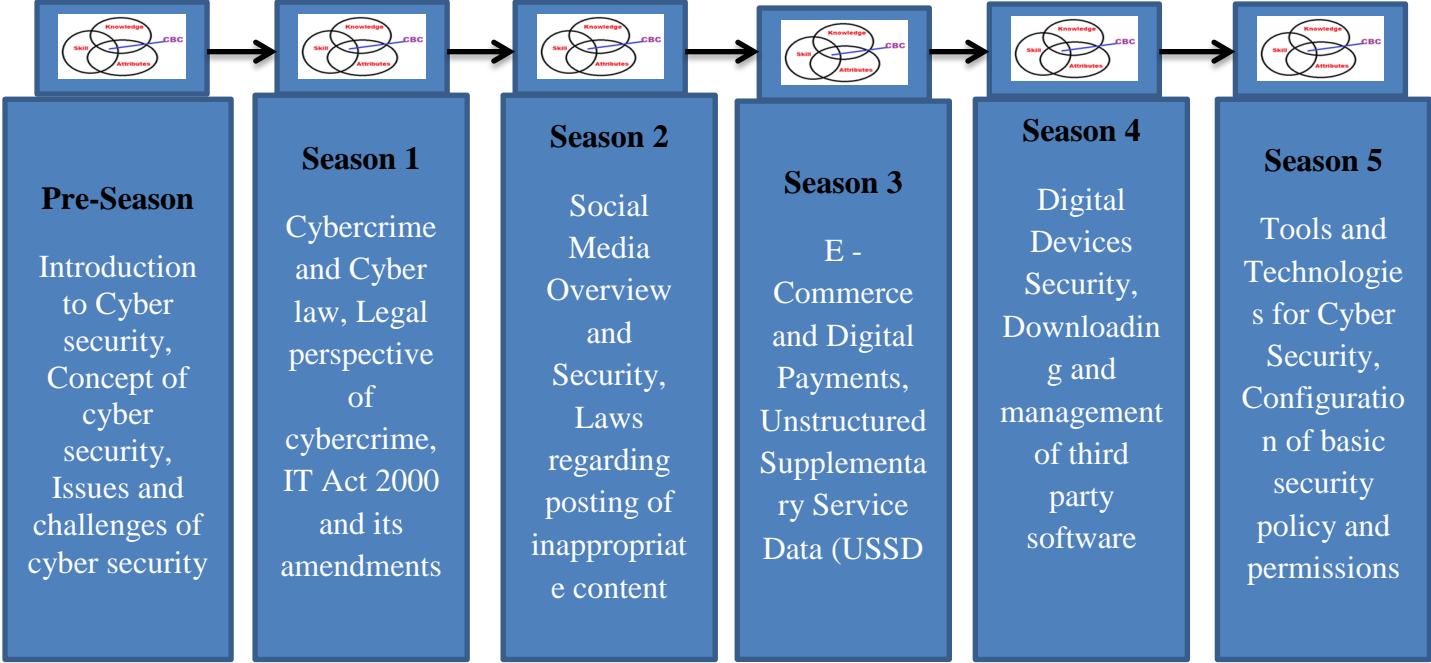 Knowledge
Skill
CBC
Attributes
Knowledge
Skill
CBC
Attributes
Knowledge
Skill
CBC
Attributes
Knowledge
Skill
CBC
Attributes
Knowledge
Skill
CBC
Attributes
Knowledge
Skill
CBC
Attributes
Pre-Season
Introduction
to Cyber
security,
Concept of
cyber
security,
Issues and
challenges of
cyber security
Season 1
Cybercrime
and Cyber
law, Legal
perspective
of
cybercrime,
IT Act 2000
and its
amendments
Season 2
Social
Media
Overview
and
Security,
Laws
regarding
posting of
inappropriat
e content
Season 3
E -
Commerce
and Digital
Payments,
Unstructured
Supplementa
ry Service
Data (USSD
Season 4
Digital
Devices
Security,
Downloadin
g and
management
of third
party
software
Season 5
Tools and
Technologie
s for Cyber
Security,
Configuratio
n of basic
security
policy and
permissions